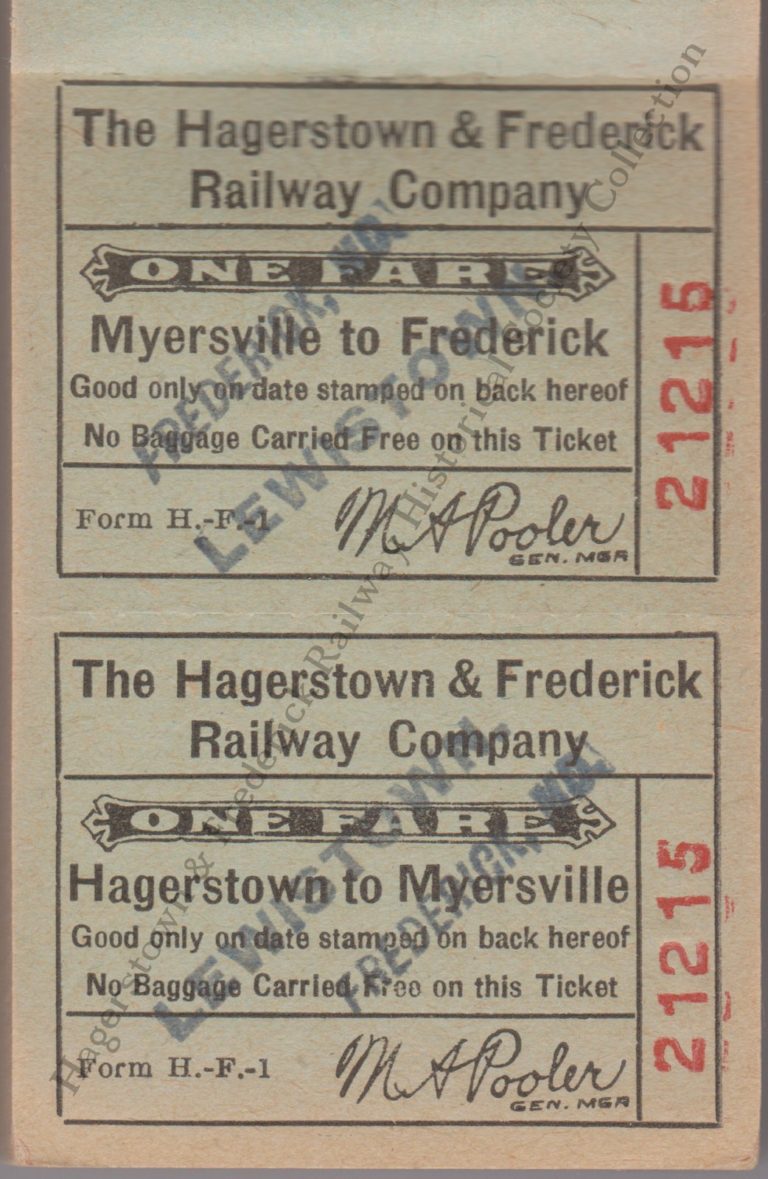 The Hagerstown & Frederick
Railway Company
ONE FARE
Myersville to Frederick
Good only on date stamped on back hereof
No Baggage Carried Free on this Ticket
Form H.-F.-1
M A Pooler
GEN. MGR
21215
FREDERICK, MD.
LEWISTOWN
The Hagerstown & Frederick
Railway Company
ONE FARE
Hagerstown to Myersville
Good only on date stamped on back hereof
No Baggage Carried Free on this Ticket
Form H.-F.-1
M A Pooler
GEN. MGR
21215
LEWISTOWN
FREDERICK, MD.
Hagerstown & Frederick Railway Historical Society Collection